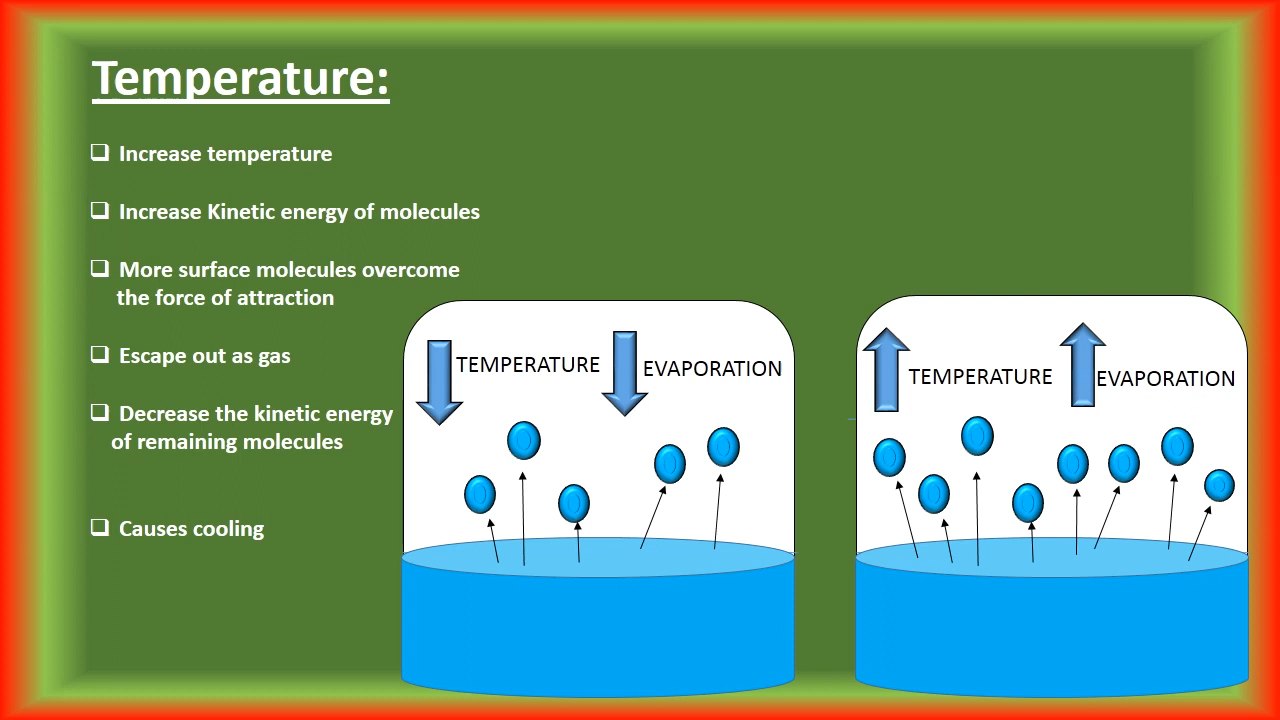 Temperature:
Increase temperature
Increase Kinetic energy of molecules
More surface molecules overcome
the force of attraction
Escape out as gas
Decrease the kinetic energy
of remaining molecules
Causes cooling
TEMPERATURE
EVAPORATION
TEMPERATURE
EVAPORATION